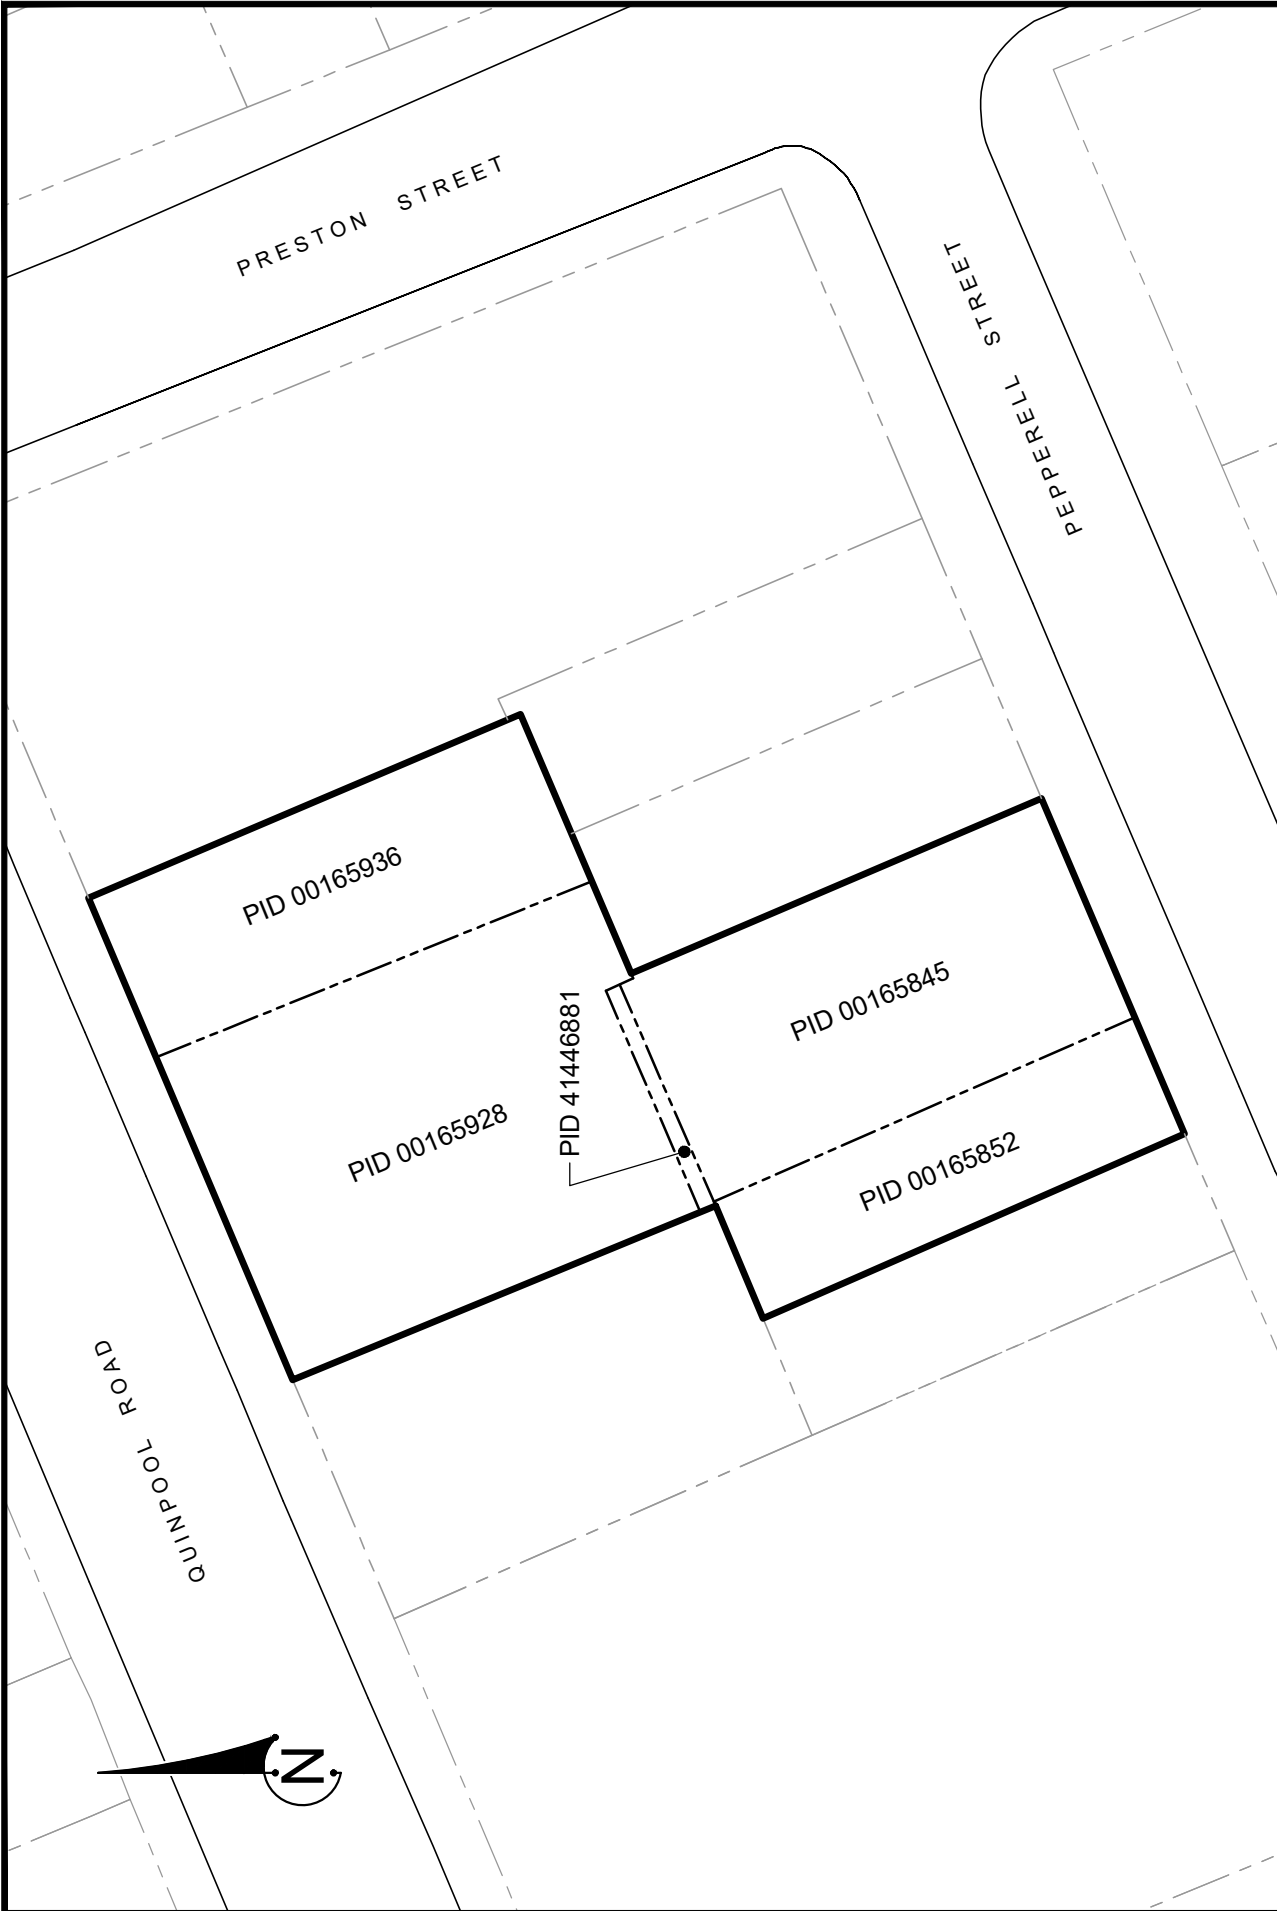 PRESTON STREET
PEPPERELL STREET
PID 00165936
PID 00165845
PID 41446881
PID 00165928
PID 00165852
QUINPOOL ROAD
N